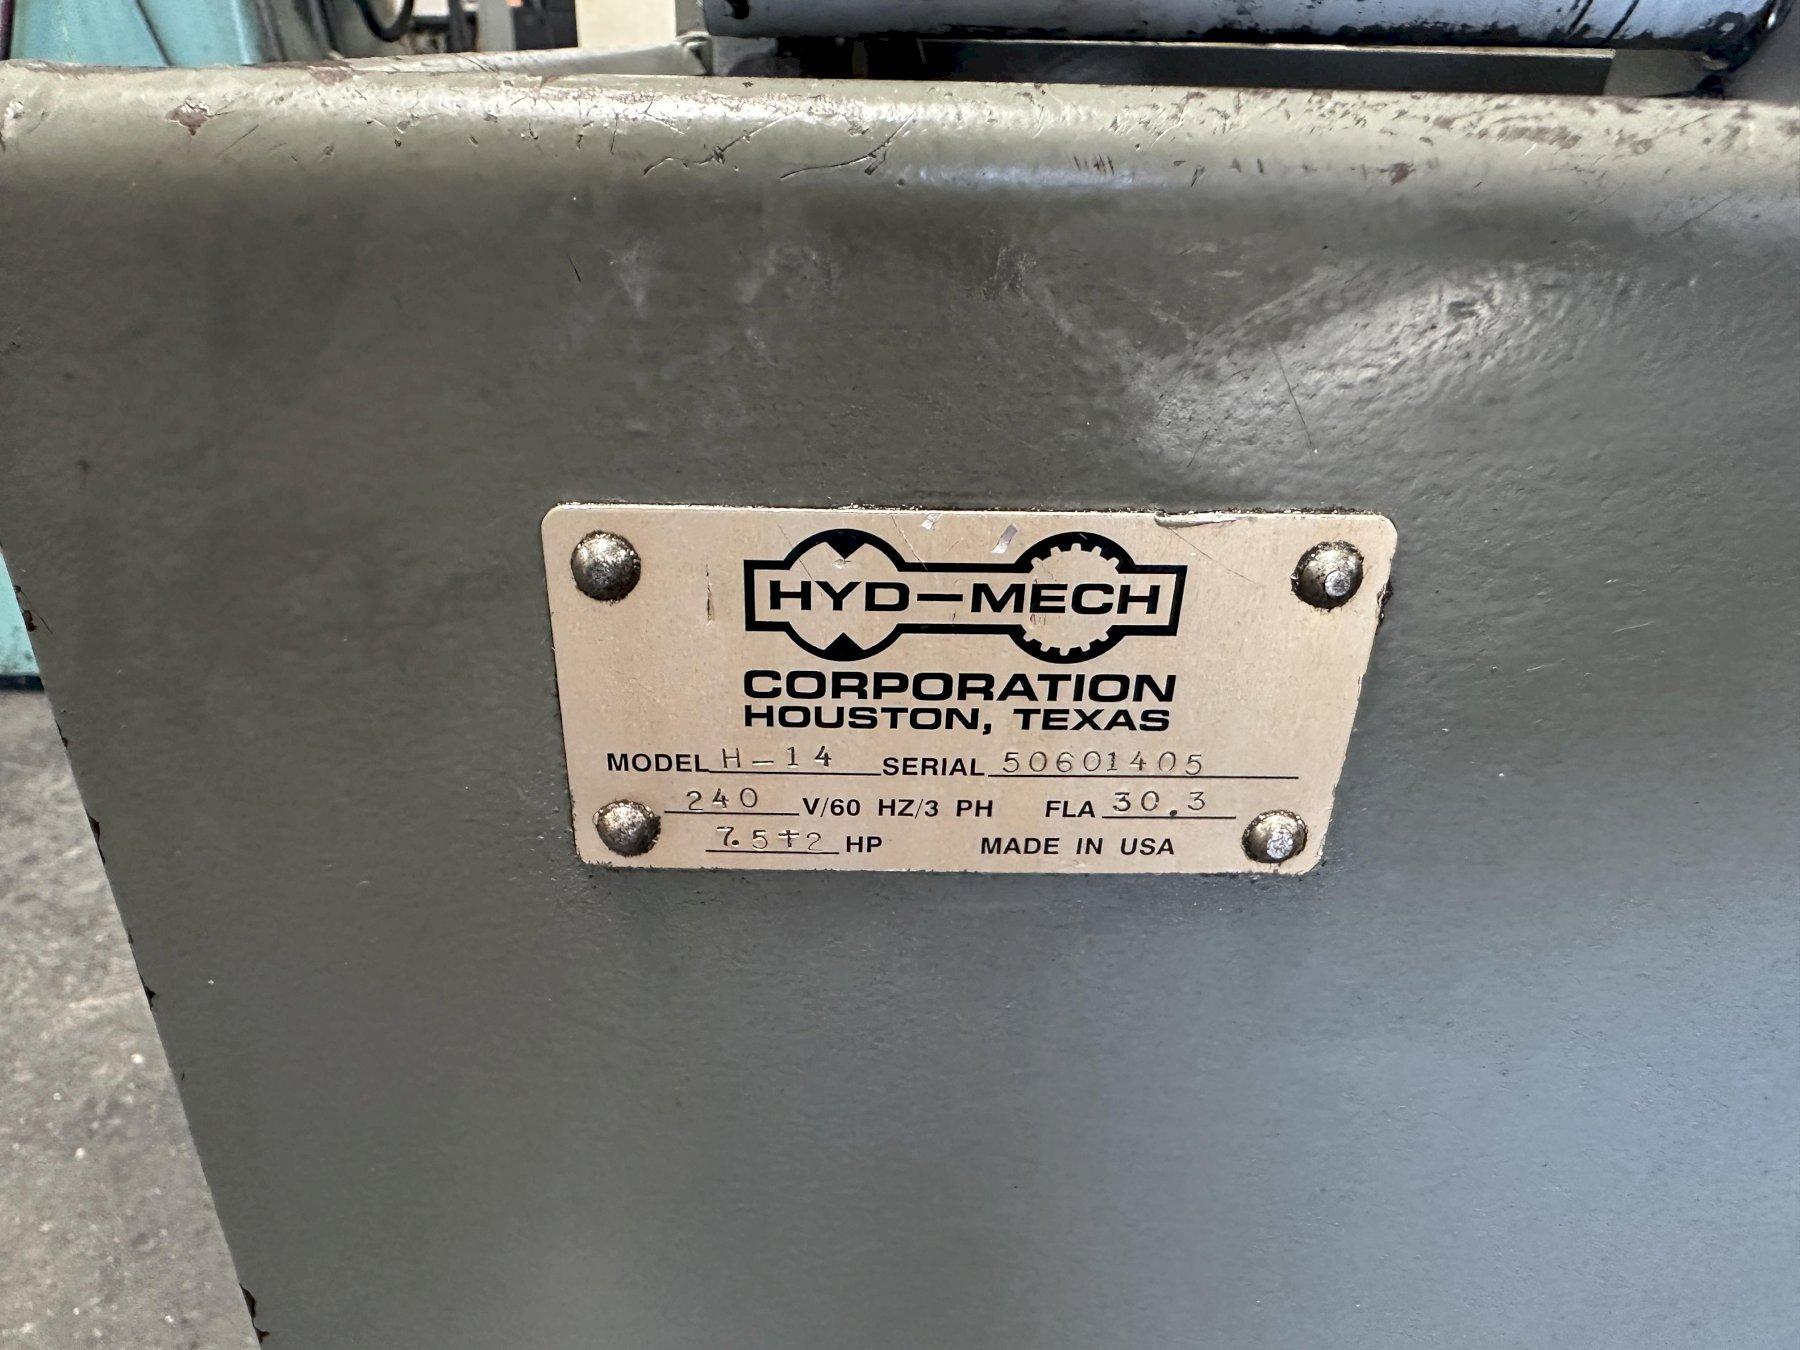 HYD-MECH
CORPORATION
HOUSTON, TEXAS
MODEL H-14 SERIAL 50601405
240 V/60 HZ/3 PH FLA 30.3
7.5+2 HP MADE IN USA